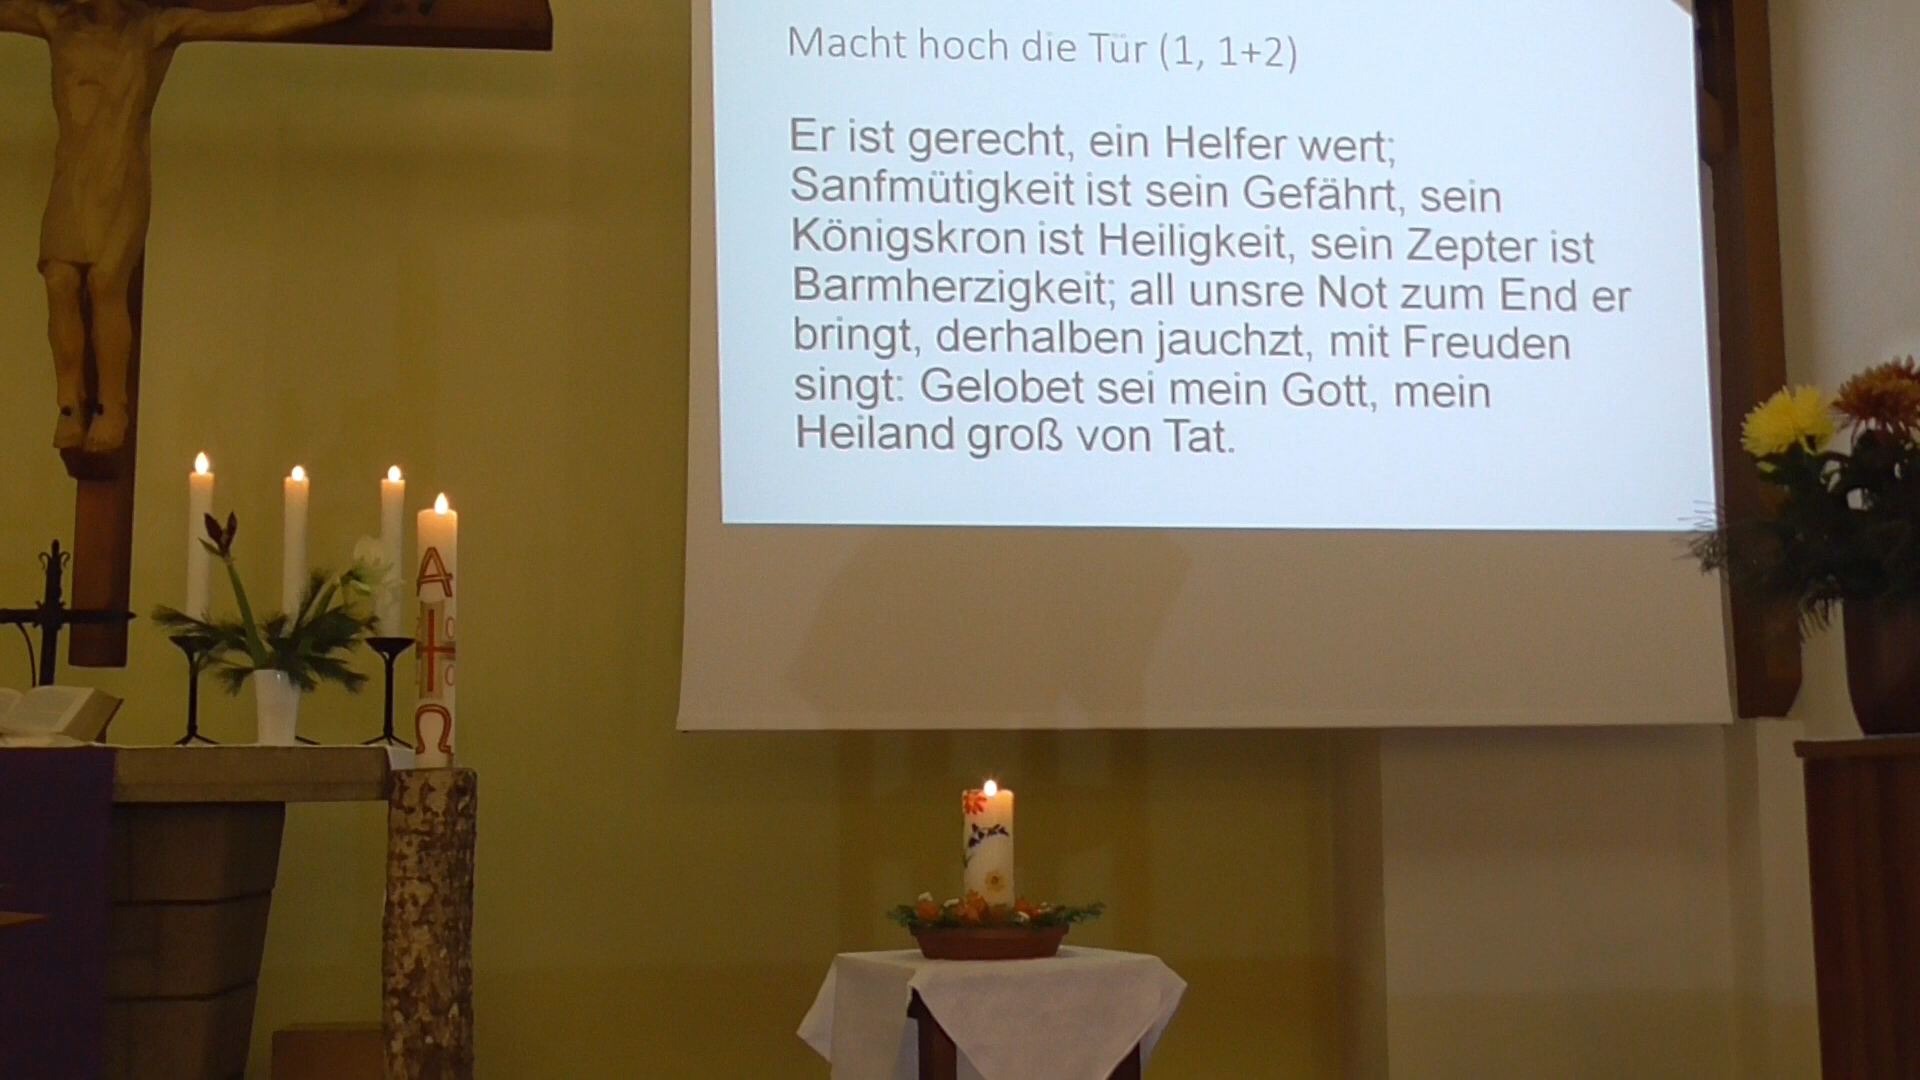 Macht hoch die Tür (1, 1+2)
Er ist gerecht, ein Helfer wert;
Sanfmütigkeit ist sein Gefährt, sein
Königskron ist Heiligkeit, sein Zepter ist
Barmherzigkeit; all unsre Not zum End er
bringt, derhalben jauchzt, mit Freuden
singt: Gelobet sei mein Gott, mein
Heiland groß von Tat.
Α
Ω